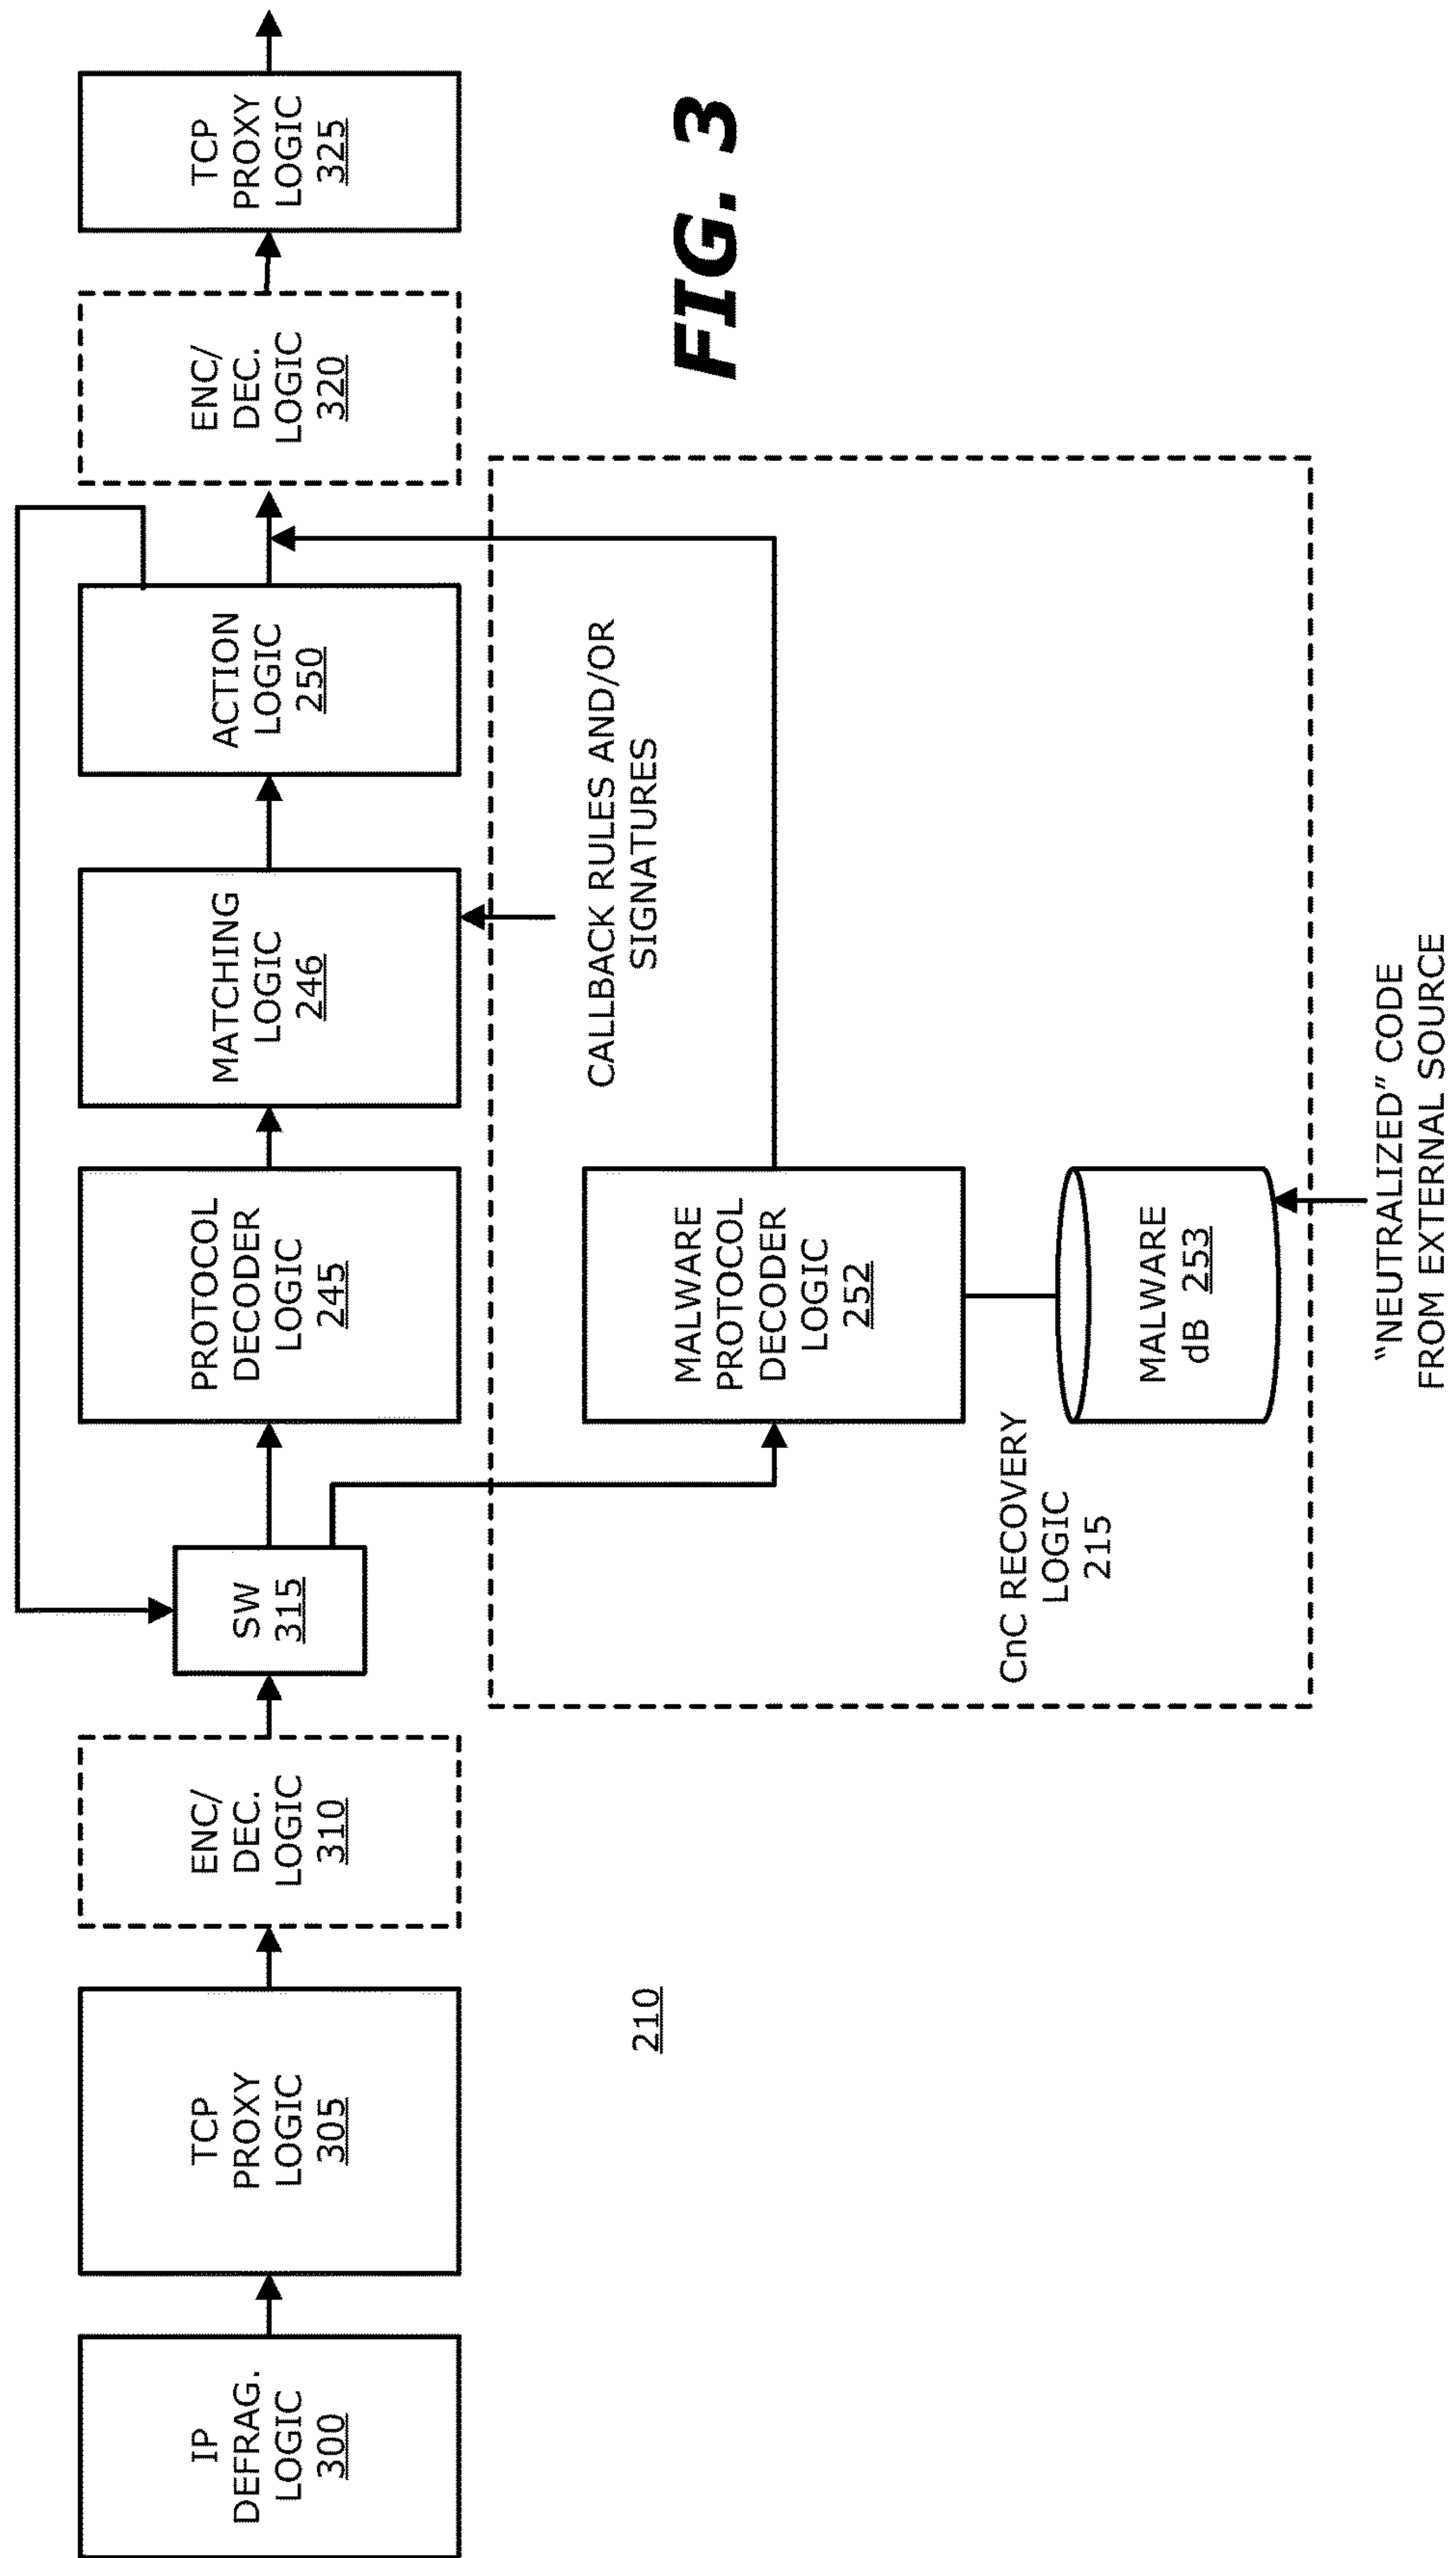 IP
DEFRAG.
LOGIC
300
TCP
PROXY
LOGIC
305
ENC/
DEC.
LOGIC
310
SW
315
PROTOCOL
DECODER
LOGIC
245
MATCHING
LOGIC
246
ACTION
LOGIC
250
ENC/
DEC.
LOGIC
320
TCP
PROXY
LOGIC
325
CALLBACK RULES AND/OR
SIGNATURES
MALWARE
PROTOCOL
DECODER
LOGIC
252
210
CnC RECOVERY
LOGIC
215
MALWARE
dB 253
“NEUTRALIZED” CODE
FROM EXTERNAL SOURCE
FIG. 3